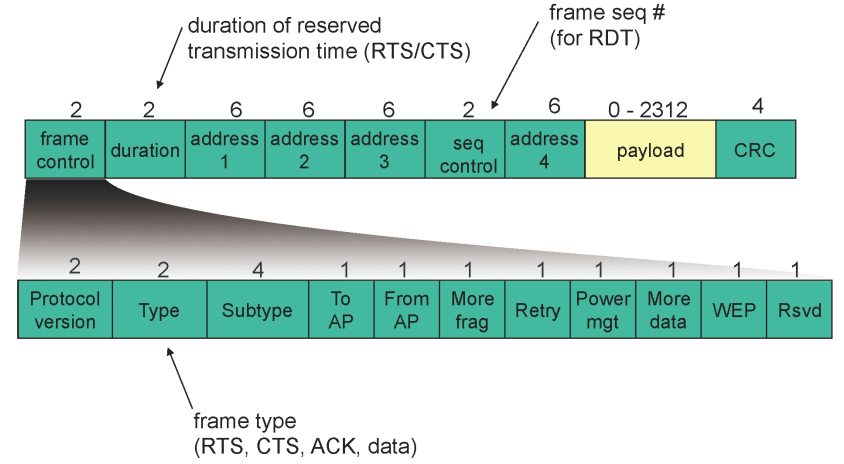 duration of reserved
transmission time (RTS/CTS)
frame seq #
(for RDT)
2 2 6 6 6 2 6 0 - 2312 4
frame
control
duration
address
1
address
2
address
3
seq
control
address
4
payload
CRC
2 2 4 1 1 1 1 1 1 1 1
Protocol
version
Type
Subtype
To
AP
From
AP
More
frag
Retry
Power
mgt
More
data
WEP
Rsvd
frame type
(RTS, CTS, ACK, data)